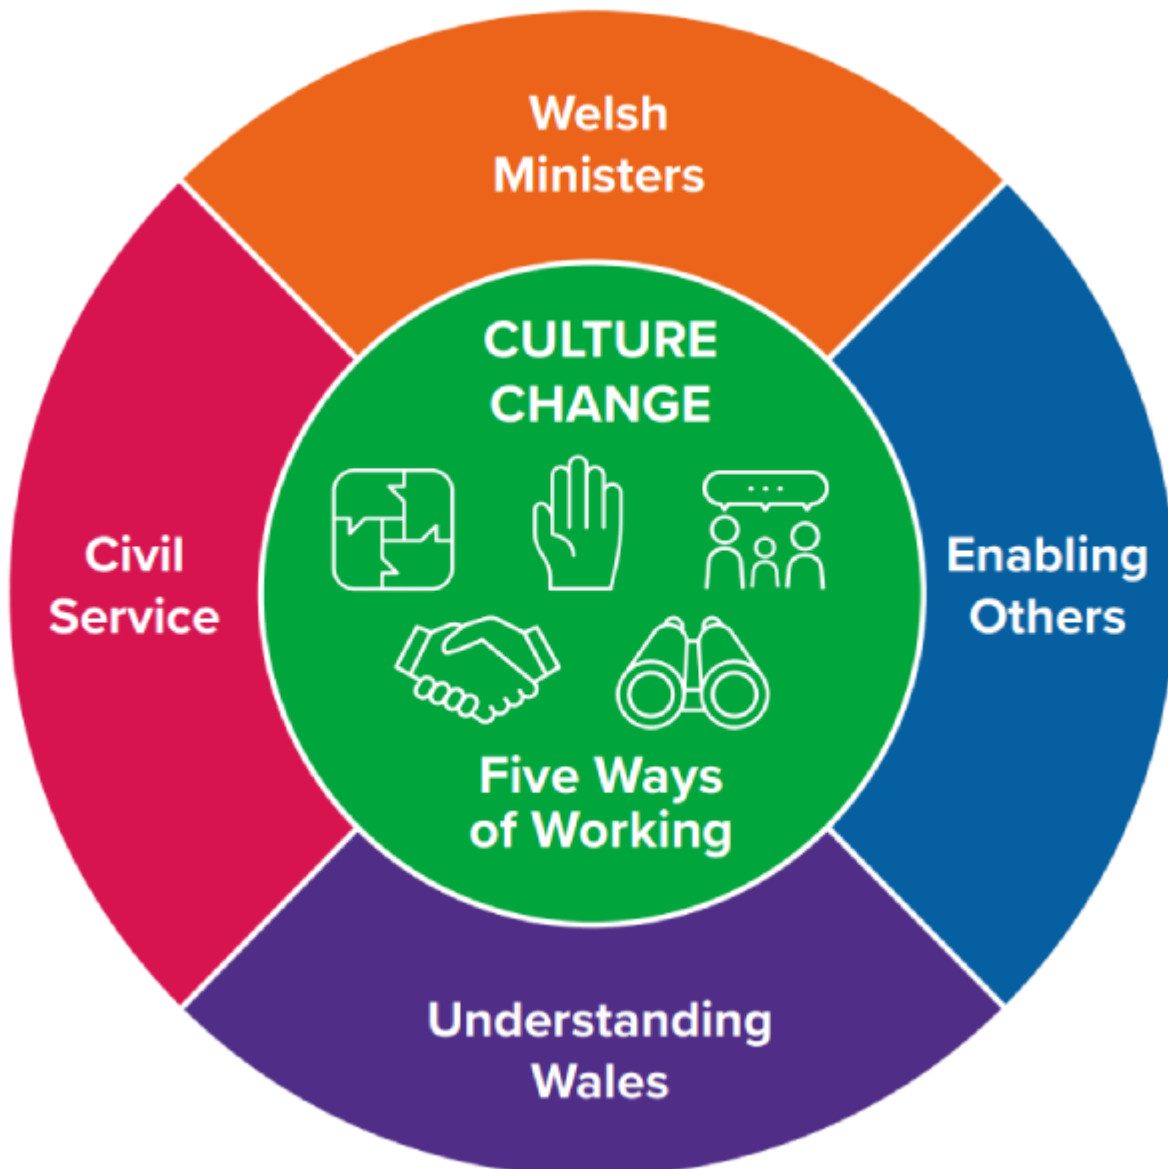 Welsh
Ministers
CULTURE
CHANGE
Civil
Service
Enabling
Others
Five Ways
of Working
Understanding
Wales